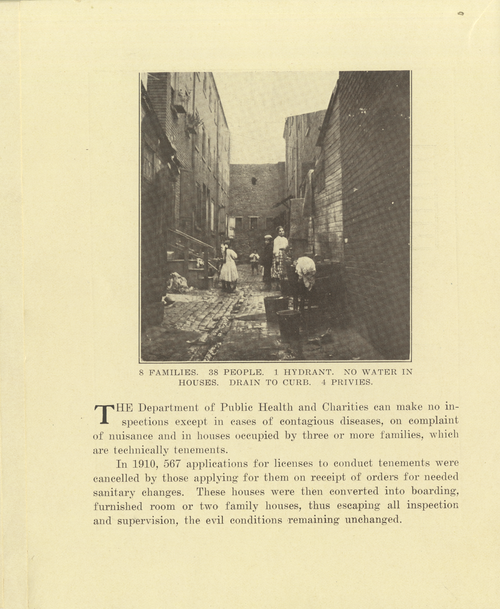 8 FAMILIES. 38 PEOPLE. 1 HYDRANT. NO WATER IN
HOUSES. DRAIN TO CURB. 4 PRIVIES.
THE Department of Public Health and Charities can make no in-
spections except in cases of contagious diseases, on complaint
of nuisance and in houses occupied by three or more families, which
are technically tenements.
In 1910, 567 applications for licenses to conduct tenements were
cancelled by those applying for them on receipt of orders for needed
sanitary changes. These houses were then converted into boarding,
furnished room or two family houses, thus escaping all inspection
and supervision, the evil conditions remaining unchanged.